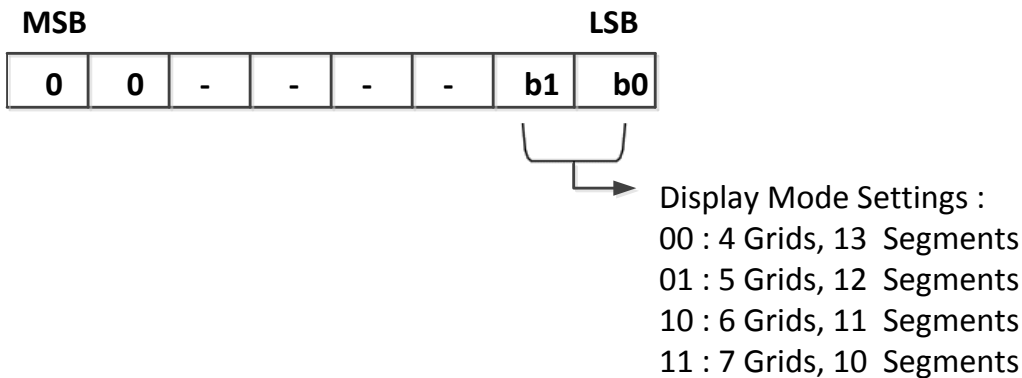 MSB LSB
0 0 - - - - b1 b0
Display Mode Settings :
00 : 4 Grids, 13 Segments
01 : 5 Grids, 12 Segments
10 : 6 Grids, 11 Segments
11 : 7 Grids, 10 Segments